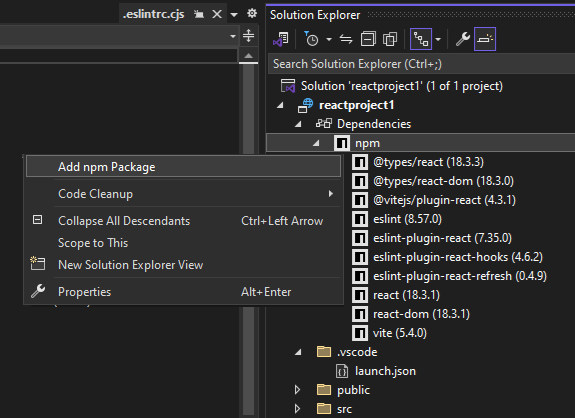 .eslintrc.cjs
Solution Explorer
Search Solution Explorer (Ctrl+;)
Solution 'reactproject1' (1 of 1 project)
reactproject1
Dependencies
npm
@types/react (18.3.3)
@types/react-dom (18.3.0)
@vitejs/plugin-react (4.3.1)
eslint (8.57.0)
eslint-plugin-react (7.35.0)
eslint-plugin-react-hooks (4.6.2)
eslint-plugin-react-refresh (0.4.9)
react (18.3.1)
react-dom (18.3.1)
vite (5.4.0)
.vscode
launch.json
public
src
Add npm Package
Code Cleanup
Collapse All Descendants Ctrl+Left Arrow
Scope to This
New Solution Explorer View
Properties Alt+Enter